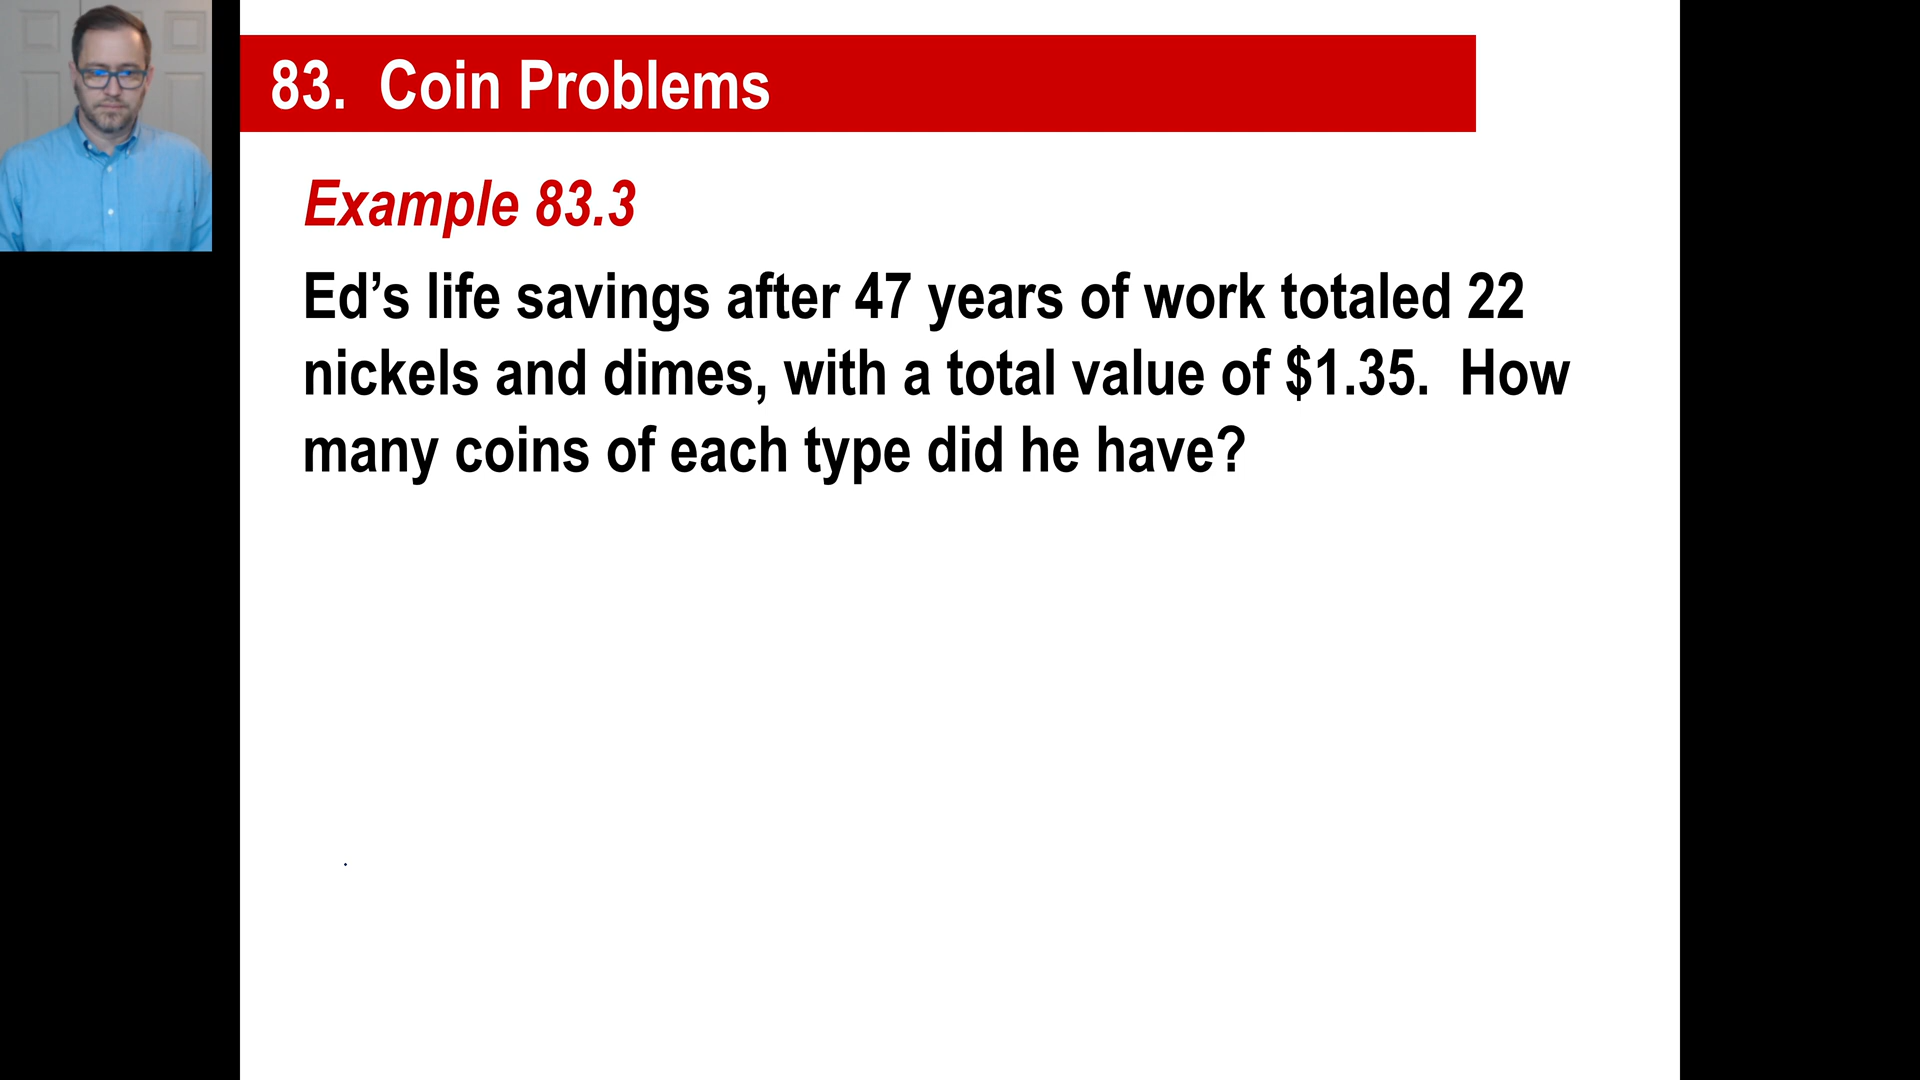 83.  Coin Problems
Example 83.3
Ed’s life savings after 47 years of work totaled 22
nickels and dimes, with a total value of $1.35.  How
many coins of each type did he have?